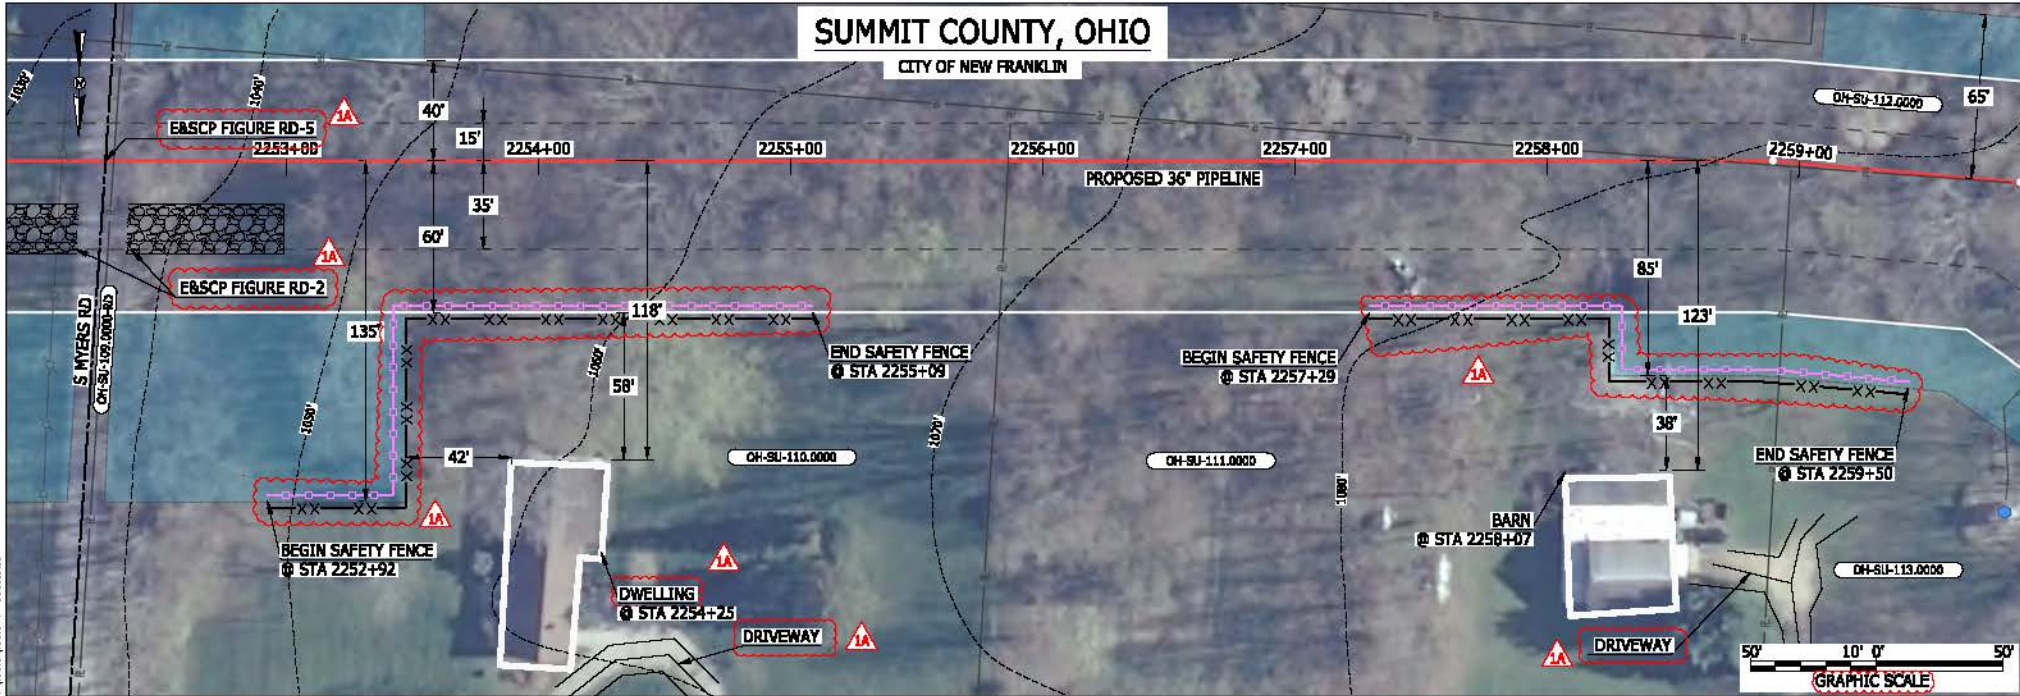 SUMMIT COUNTY, OHIO
CITY OF NEW FRANKLIN
1030'
1040'
40'
15'
E&SCP FIGURE RD-5
1A
OH-SU-112.0000
65'
2253+00
2254+00
2255+00
2256+00
2257+00
2258+00
2259+00
PROPOSED 36" PIPELINE
35'
60'
1A
E&SCP FIGURE RD-2
85'
118'
123'
135'
S MYERS RD
OH-SU-109.0000-RD
1050'
1060'
58'
END SAFETY FENCE
@ STA 2255+09
BEGIN SAFETY FENCE
@ STA 2257+29
1A
1070'
1080'
38'
42'
OH-SU-110.0000
OH-SU-111.0000
END SAFETY FENCE
@ STA 2259+50
1A
BARN
@ STA 2258+07
BEGIN SAFETY FENCE
@ STA 2252+92
1A
DWELLING
@ STA 2254+25
OH-SU-113.0000
DRIVEWAY
1A
DRIVEWAY
1A
50' 10' 0' 50'
GRAPHIC SCALE